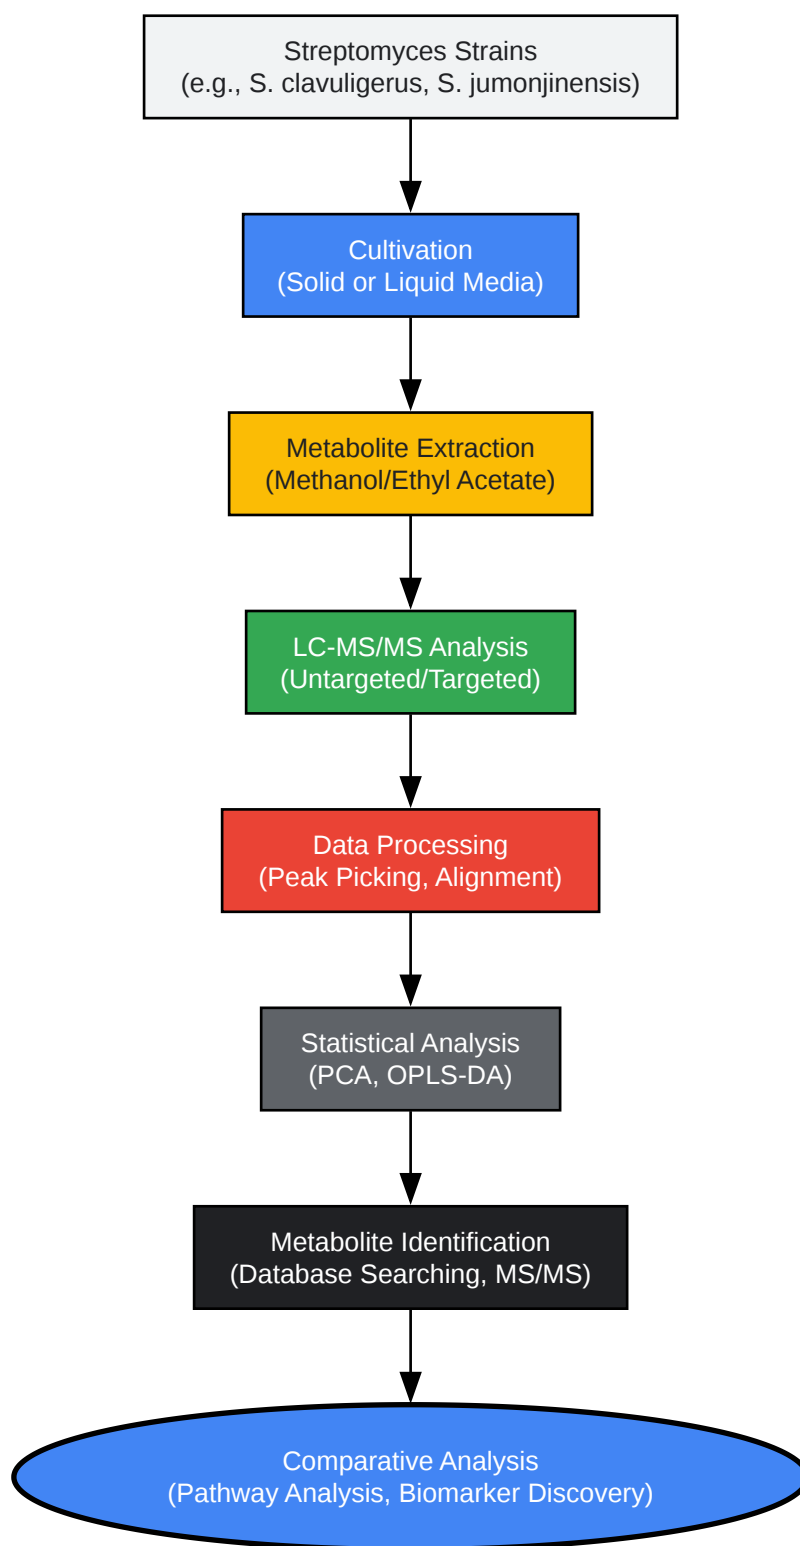 Streptomyces Strains
(e.g., S. clavuligerus, S. jumonjinensis)
Cultivation
(Solid or Liquid Media)
Metabolite Extraction
(Methanol/Ethyl Acetate)
LC-MS/MS Analysis
(Untargeted/Targeted)
Data Processing
(Peak Picking, Alignment)
Statistical Analysis
(PCA, OPLS-DA)
Metabolite Identification
(Database Searching, MS/MS)
Comparative Analysis
(Pathway Analysis, Biomarker Discovery)